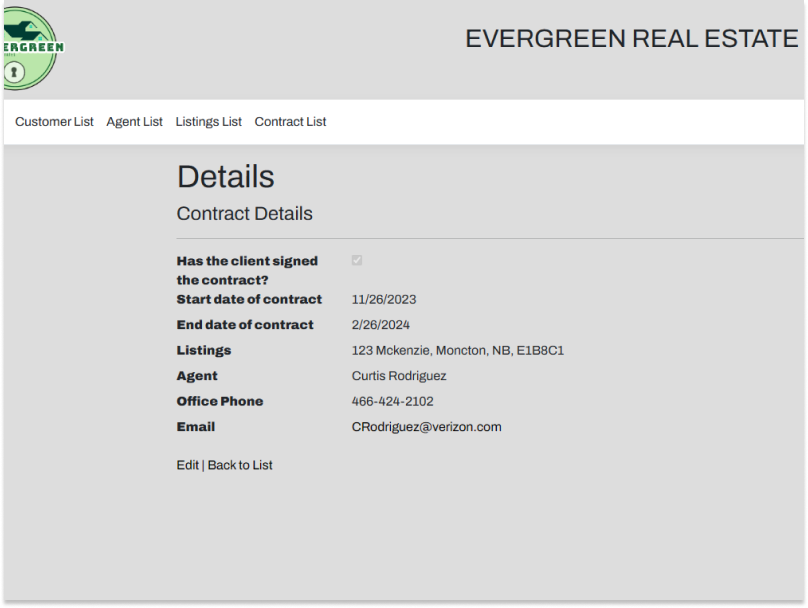 ERGREEN
EVERGREEN REAL ESTATE
Customer List Agent List Listings List Contract List
Details
Contract Details
Has the client signed
the contract?
Start date of contract 11/26/2023
End date of contract 2/26/2024
Listings 123 Mckenzie, Moncton, NB, E1B8C1
Agent Curtis Rodriguez
Office Phone 466-424-2102
Email CRodriguez@verizon.com
Edit | Back to List